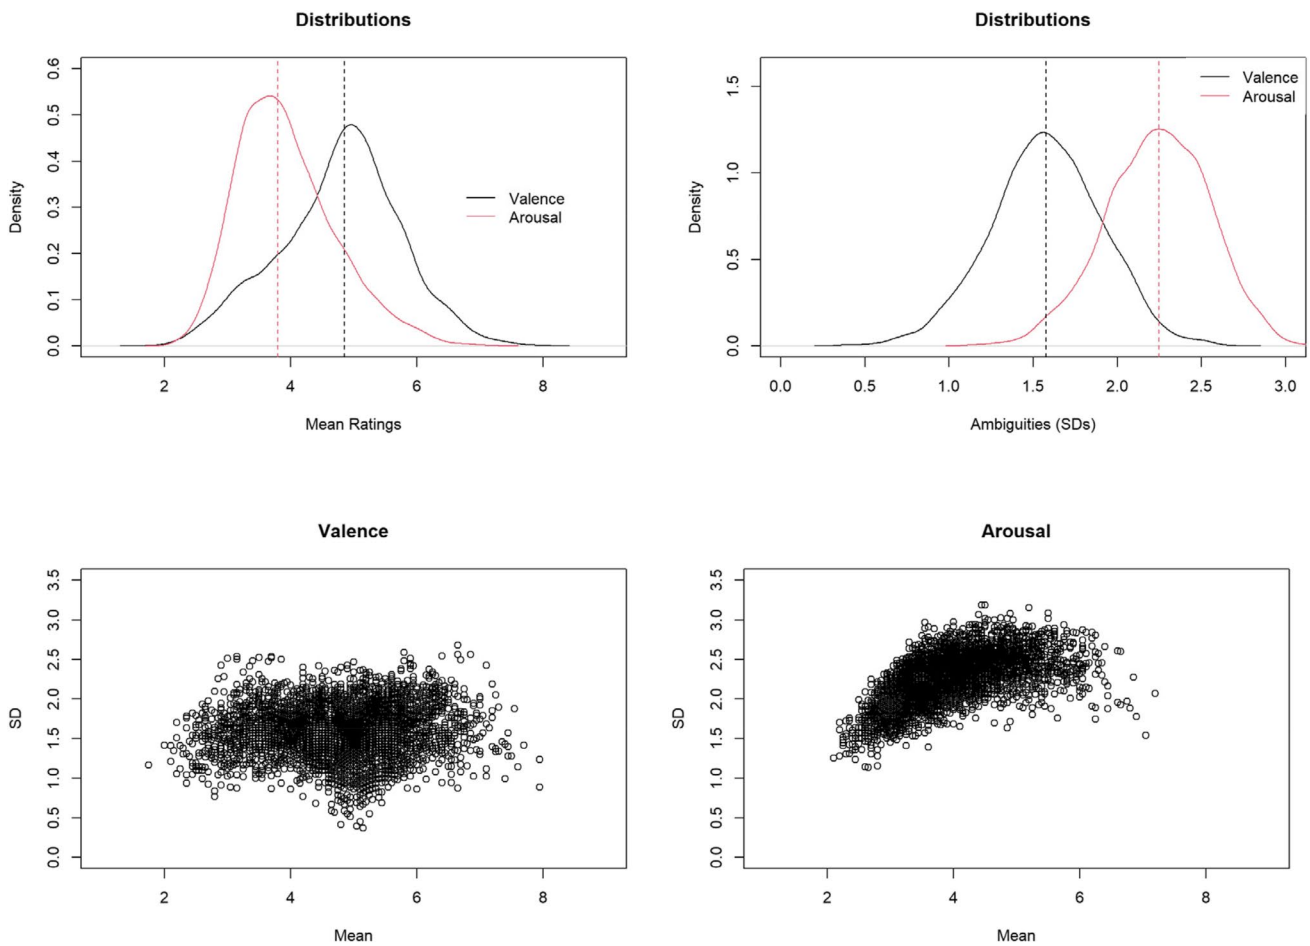 Distributions
Density
0.0 0.1 0.2 0.3 0.4 0.5 0.6
Valence
Arousal
2 4 6 8
Mean Ratings
Distributions
Density
0.0 0.5 1.0 1.5
Valence
Arousal
0.0 0.5 1.0 1.5 2.0 2.5 3.0
Ambiguities (SDs)
Valence
SD
0.0 0.5 1.0 1.5 2.0 2.5 3.0 3.5
2 4 6 8
Mean
Arousal
SD
0.0 0.5 1.0 1.5 2.0 2.5 3.0 3.5
2 4 6 8
Mean